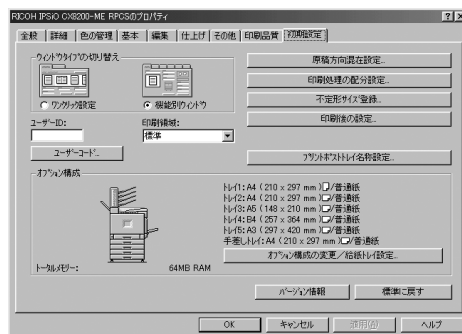 RICOH IPSiO CX8200-ME RPCSのプロパティ
全般 詳細 色の管理 基本 編集 仕上げ その他 印刷品質 初期設定
ウィンドウタイプの切り替え
ワンクリック設定 機能別ウィンドウ
原稿方向混在設定...
印刷処理の配分設定...
不定形サイズ登録...
印刷後の設定...
ユーザーID: 印刷領域:
標準
ユーザーコード...
プリントポストトレイ名称設定...
オプション構成
トレイ1: A4 ( 210 x 297 mm )/普通紙
トレイ2: A4 ( 210 x 297 mm )/普通紙
トレイ3: A5 ( 148 x 210 mm )/普通紙
トレイ4: B4 ( 257 x 364 mm )/普通紙
トレイ5: A3 ( 297 x 420 mm )/普通紙
手差しトレイ: A4 ( 210 x 297 mm )/普通紙
オプション構成の変更／給紙トレイ設定...
トータルメモリー: 64MB RAM
バージョン情報 標準に戻す
OK キャンセル 適用(A) ヘルプ